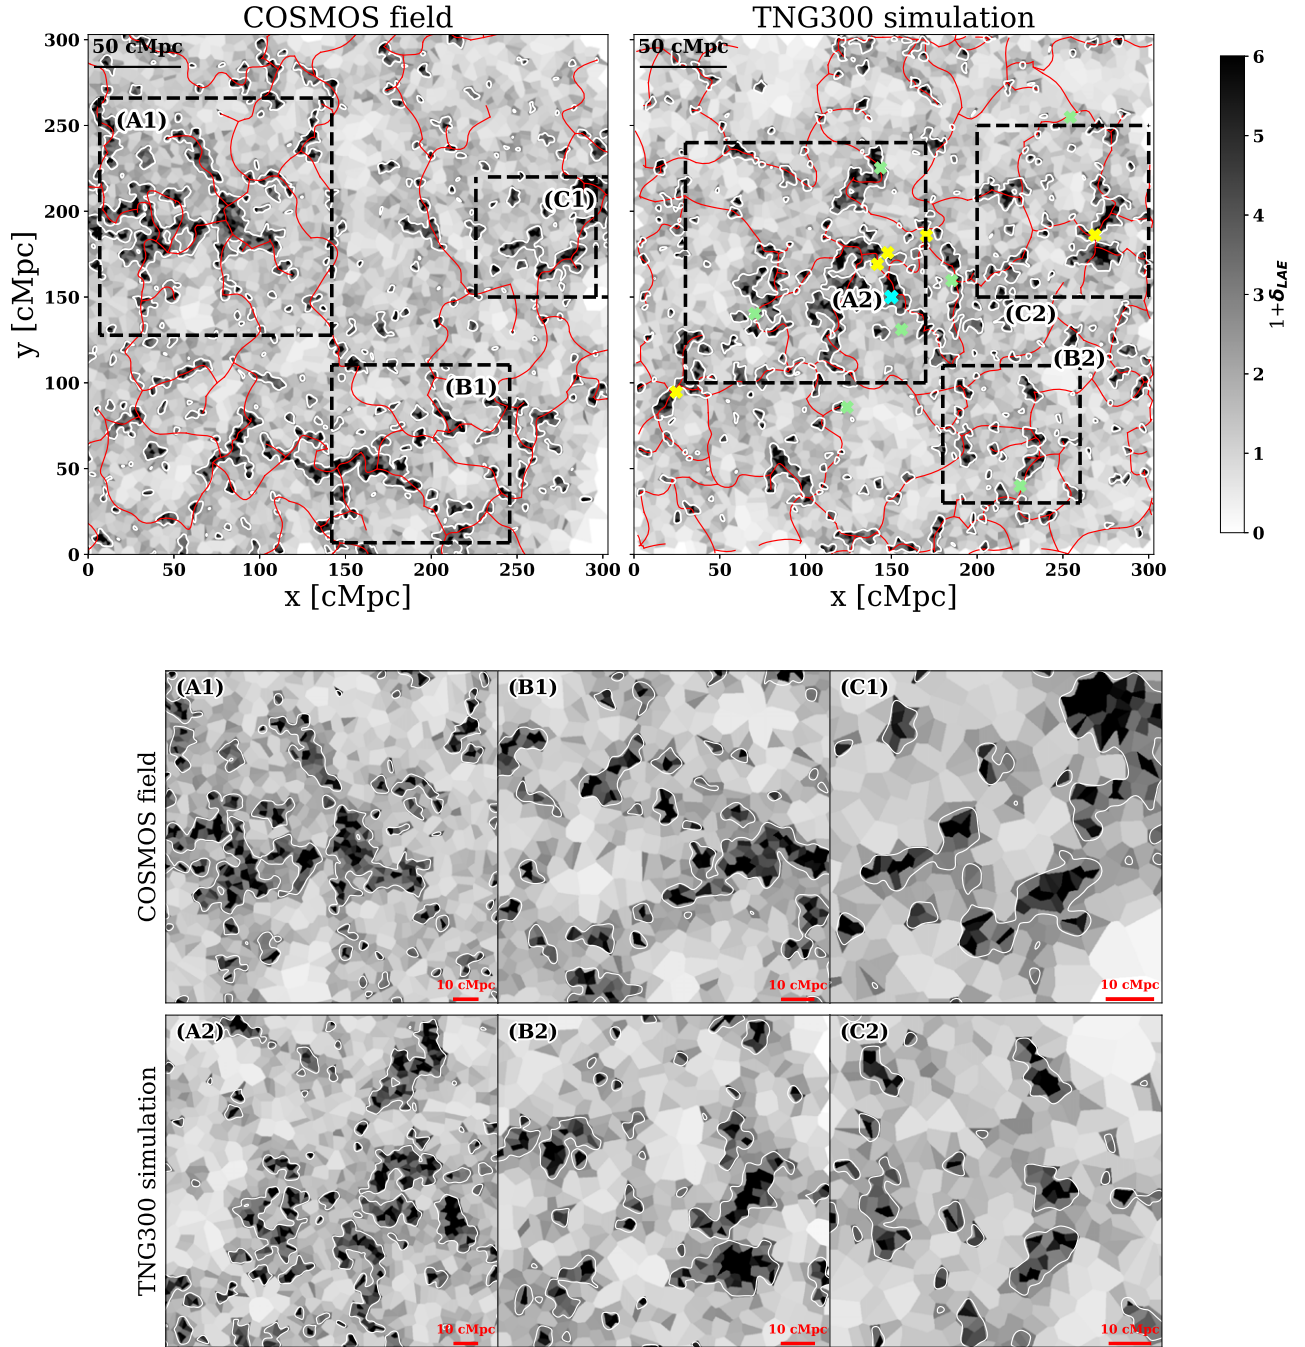 COSMOS field
TNG300 simulation
50 cMpc
50 cMpc
(A1)
(C1)
(B1)
(A2)
(C2)
(B2)
300
250
200
150
100
50
0
y [cMpc]
0 50 100 150 200 250 300
x [cMpc]
0 50 100 150 200 250 300
x [cMpc]
6
5
4
3
2
1
0
1+δLAE
COSMOS field
(A1)
(B1)
(C1)
10 cMpc
10 cMpc
10 cMpc
TNG300 simulation
(A2)
(B2)
(C2)
10 cMpc
10 cMpc
10 cMpc